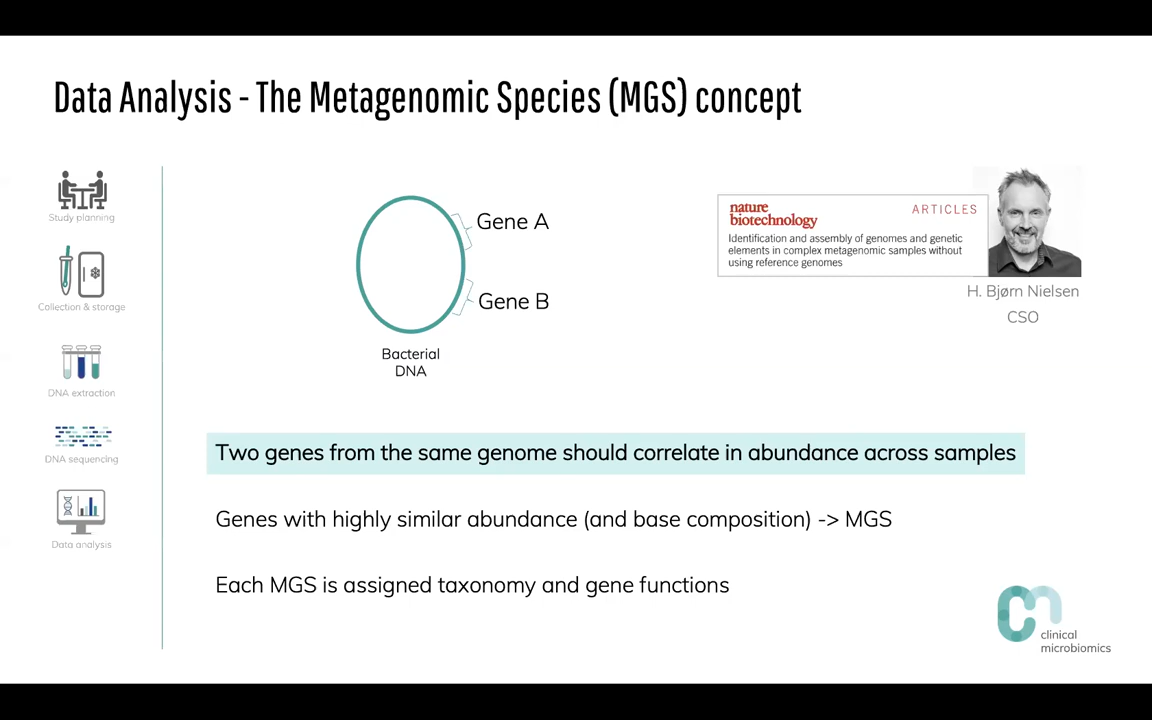 Data Analysis - The Metagenomic Species (MGS) concept
Study planning
Collection & storage
DNA extraction
DNA sequencing
Data analysis
Gene A
Gene B
Bacterial
DNA
nature
biotechnology
ARTICLES
Identification and assembly of genomes and genetic
elements in complex metagenomic samples without
using reference genomes
H. Bjørn Nielsen
CSO
Two genes from the same genome should correlate in abundance across samples
Genes with highly similar abundance (and base composition) -> MGS
Each MGS is assigned taxonomy and gene functions
clinical
microbiomics